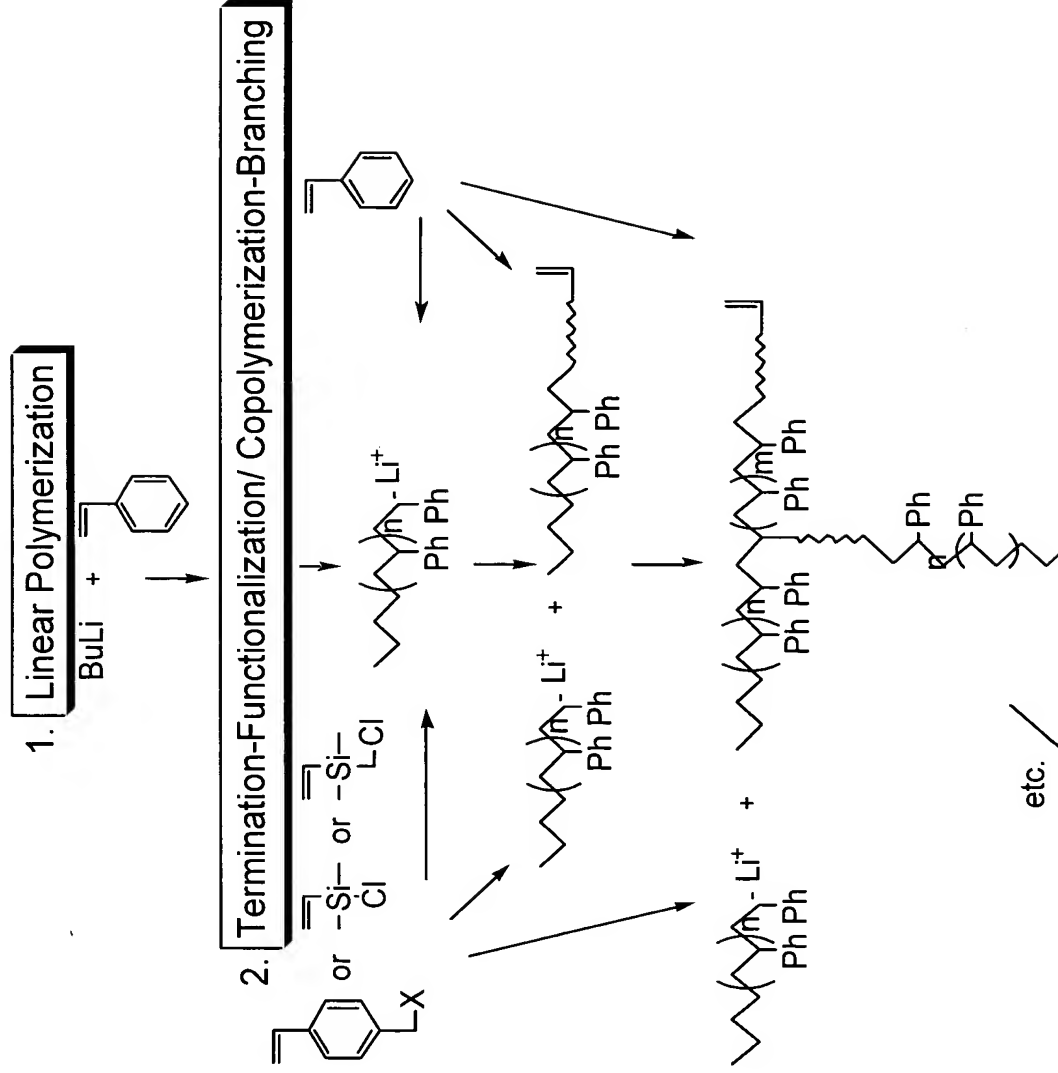 1. Linear Polymerization
BuLi +
2. Termination-Functionalization/ Copolymerization-Branching
or
-Si-
Cl
or
-Si-
Cl
X
n - Li+
Ph Ph
n - Li+
Ph Ph
+
n
Ph Ph
n - Li+
Ph Ph
+
n
Ph Ph
m
Ph Ph
Ph
n
Ph
etc.